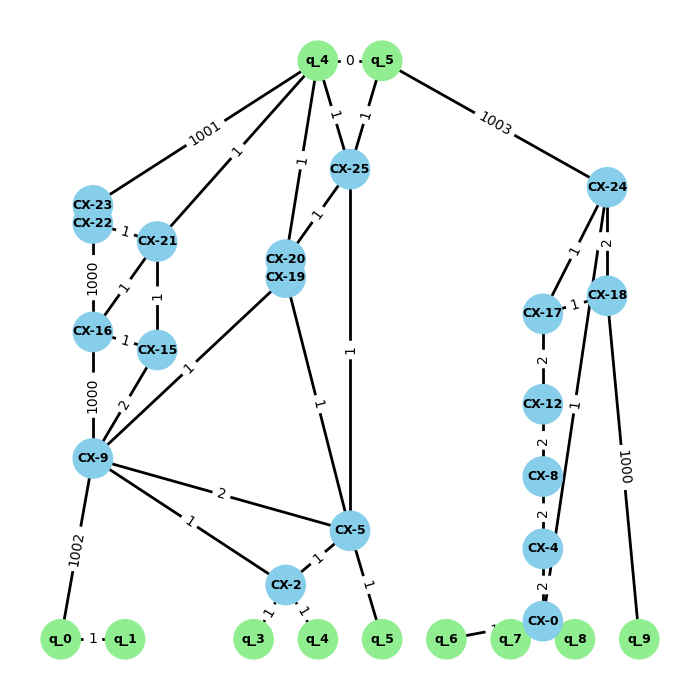 q_4 0 q_5
1001 1 1 1 1 1003
CX-25
CX-24
CX-23
CX-22 1 CX-21 1 1 2
CX-20
CX-19
1000 1 1 CX-18
CX-17 1
CX-16 1 CX-15 1 2
1000 2 1 1 1 CX-12
2 1000
CX-9 2 CX-8
1 2
CX-5
1002 1 CX-4
CX-2 1 1 2
1 1 CX-0
q_0 1 q_1 q_3 q_4 q_5 q_6 q_7 q_8 q_9